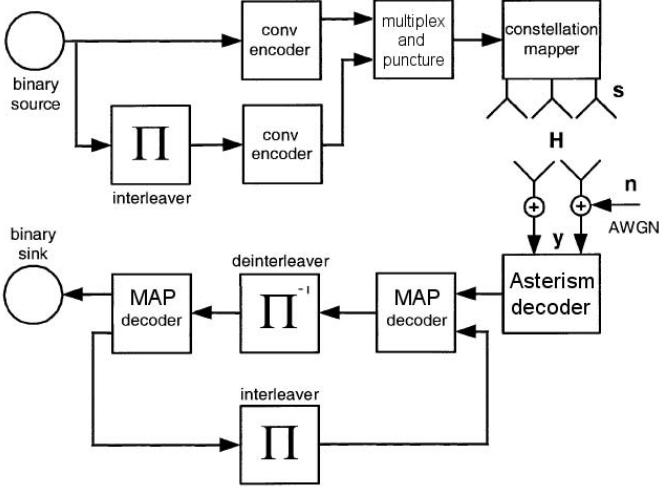 binary
source
conv
encoder
multiplex
and
puncture
constellation
mapper
s
Π
interleaver
conv
encoder
H
n
+
+
AWGN
y
binary
sink
MAP
decoder
deinterleaver
Π⁻¹
MAP
decoder
Asterism
decoder
interleaver
Π